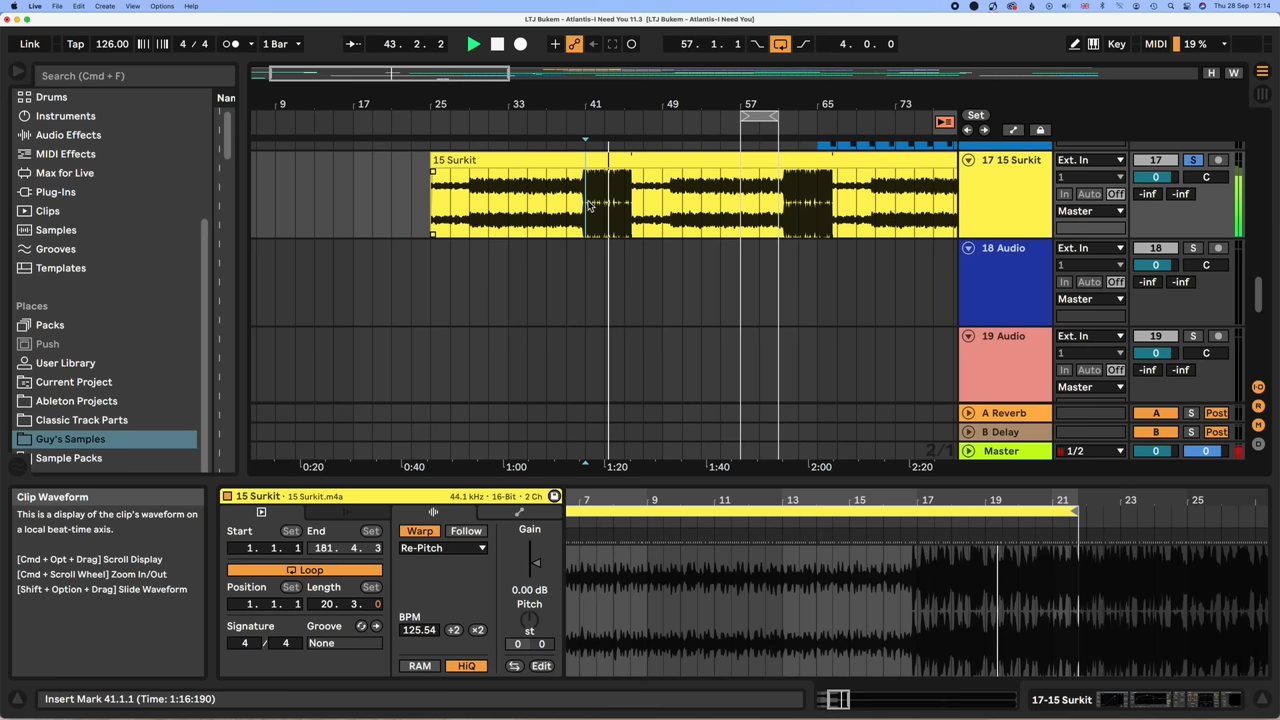 Live File Edit Create View Options Help Thu 28 Sep 12:14
LTJ Bukem - Atlantis-I Need You 11.3 [LTJ Bukem - Atlantis-I Need You]
Link Tap 126.00 4 / 4 1 Bar 43. 2. 2 57. 1. 1 4. 0. 0 Key MIDI 19 %
Search (Cmd + F)
Nan
Drums
Instruments
Audio Effects
MIDI Effects
Max for Live
Plug-Ins
Clips
Samples
Grooves
Templates
Places
Packs
Push
User Library
Current Project
Ableton Projects
Classic Track Parts
Guy's Samples
Sample Packs
H W
9 17 25 33 41 49 57 65 73
Set
15 Surkit
17 15 Surkit Ext. In 17 S
1 0 C
In Auto Off -inf -inf
Master
18 Audio Ext. In 18 S
1 0 C
In Auto Off -inf -inf
Master
19 Audio Ext. In 19 S
1 0 C
In Auto Off -inf -inf
Master
A Reverb A S Post
B Delay B S Post
2/1 Master 1/2 0 0
0:20 0:40 1:00 1:20 1:40 2:00 2:20
I-O
R
M
D
Clip Waveform
This is a display of the clip's waveform on
a local beat-time axis.
[Cmd + Opt + Drag] Scroll Display
[Cmd + Scroll Wheel] Zoom In/Out
[Shift + Option + Drag] Slide Waveform
15 Surkit · 15 Surkit.m4a 44.1 kHz · 16-Bit · 2 Ch
Start Set End Set
1. 1. 1 181. 4. 3
Loop
Position Set Length Set
1. 1. 1 20. 3. 0
Signature Groove
4 / 4 None
Warp Follow
Re-Pitch
BPM
125.54 ÷2 ×2
RAM HiQ
Gain
0.00 dB
Pitch
st
0 0
Edit
7 9 11 13 15 17 19 21 23 25
Insert Mark 41.1.1 (Time: 1:16:190)
17-15 Surkit